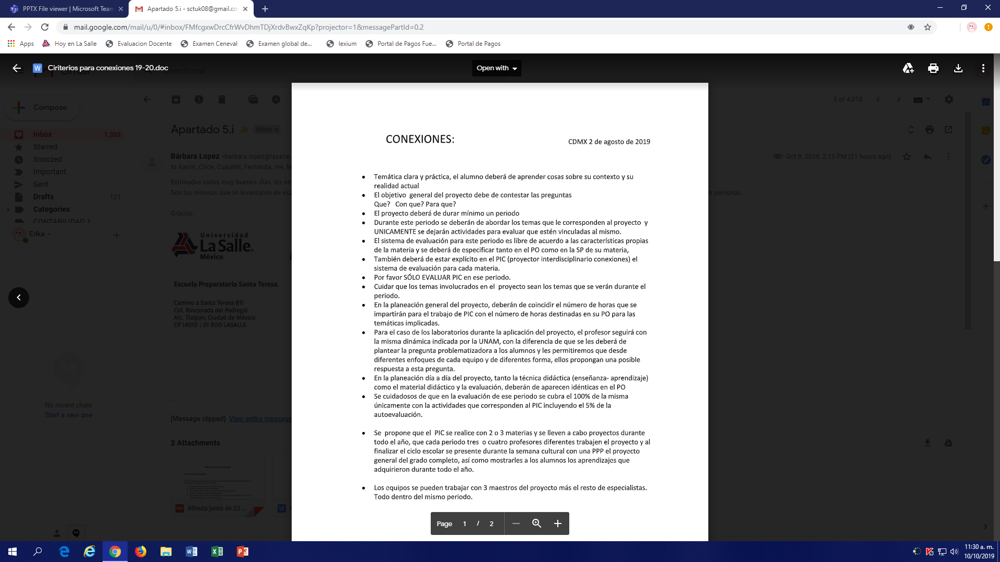 PPTX File viewer | Microsoft Team
Apartado 5.i - sctuk08@gmail.co
mail.google.com/mail/u/0/#inbox/FMfcgxwDrcCfrWvDhmTDjXrdvBwxZqKp?projector=1&messagePartId=0.2
Apps Hoy en La Salle Evaluacion Docente Examen Ceneval Examen global de... lexium Portal de Pagos Fue... Portal de Pagos
Ciriterios para conexiones 19-20.doc
Open with
Compose
5 of 4,018
Apartado 5.i Inbox ×
Inbox 1,355
Starred
Snoozed
Important
Sent
Drafts 121
Categories
CONTABILIDAD 1
Erika
No recent chats
Start a new one
Bárbara Lopez <barbara.lopez@lasalle.
Oct 9, 2019, 2:15 PM (21 hours ago)
to Karim, Circe, Cuauhtli, Fernanda, me, M
Estimados todos muy buenos días, les en
Son las minutas que se levantaron de esa
n personas.
Gracias.
Universidad
La Salle.
México
Escuela Preparatoria Santa Teresa
Camino a Santa Teresa 811
Col. Rinconada del Pedregal
Alc. Tlalpan, Ciudad de México
CP 14010 | 01 800 LASALLE
...
[Message clipped] View entire message
2 Attachments
PDF Minuta junta de 22 ...
W
CONEXIONES:
CDMX 2 de agosto de 2019
• Temática clara y práctica, el alumno deberá de aprender cosas sobre su contexto y su
realidad actual
• El objetivo general del proyecto debe de contestar las preguntas
Que? Con que? Para que?
• El proyecto deberá de durar mínimo un periodo
• Durante este periodo se deberán de abordar los temas que le corresponden al proyecto y
UNICAMENTE se dejarán actividades para evaluar que estén vinculadas al mismo.
• El sistema de evaluación para este periodo es libre de acuerdo a las características propias
de la materia y se deberá de especificar tanto en el PO como en la SP de su materia,
• También deberá de estar explícito en el PIC (proyector interdisciplinario conexiones) el
sistema de evaluación para cada materia.
• Por favor SÓLO EVALUAR PIC en ese periodo.
• Cuidar que los temas involucrados en el proyecto sean los temas que se verán durante el
periodo.
• En la planeación general del proyecto, deberán de coincidir el número de horas que se
impartirán para el trabajo de PIC con el número de horas destinadas en su PO para las
temáticas implicadas.
• Para el caso de los laboratorios durante la aplicación del proyecto, el profesor seguirá con
la misma dinámica indicada por la UNAM, con la diferencia de que se les deberá de
plantear la pregunta problematizadora a los alumnos y les permitiremos que desde
diferentes enfoques de cada equipo y de diferentes forma, ellos propongan una posible
respuesta a esta pregunta.
• En la planeación día a día del proyecto, tanto la técnica didáctica (enseñanza- aprendizaje)
como el material didáctico y la evaluación, deberán de aparecen idénticas en el PO
• Se cuidadosos de que en la evaluación de ese periodo se cubra el 100% de la misma
únicamente con la actividades que corresponden al PIC incluyendo el 5% de la
autoevaluación.
• Se propone que el PIC se realice con 2 o 3 materias y se lleven a cabo proyectos durante
todo el año, que cada periodo tres o cuatro profesores diferentes trabajen el proyecto y al
finalizar el ciclo escolar se presente durante la semana cultural con una PPP el proyecto
general del grado completo, así como mostrarles a los alumnos los aprendizajes que
adquirieron durante todo el año.
• Los equipos se pueden trabajar con 3 maestros del proyecto más el resto de especialistas.
Todo dentro del mismo periodo.
Page 1 / 2
11:30 a. m.
10/10/2019